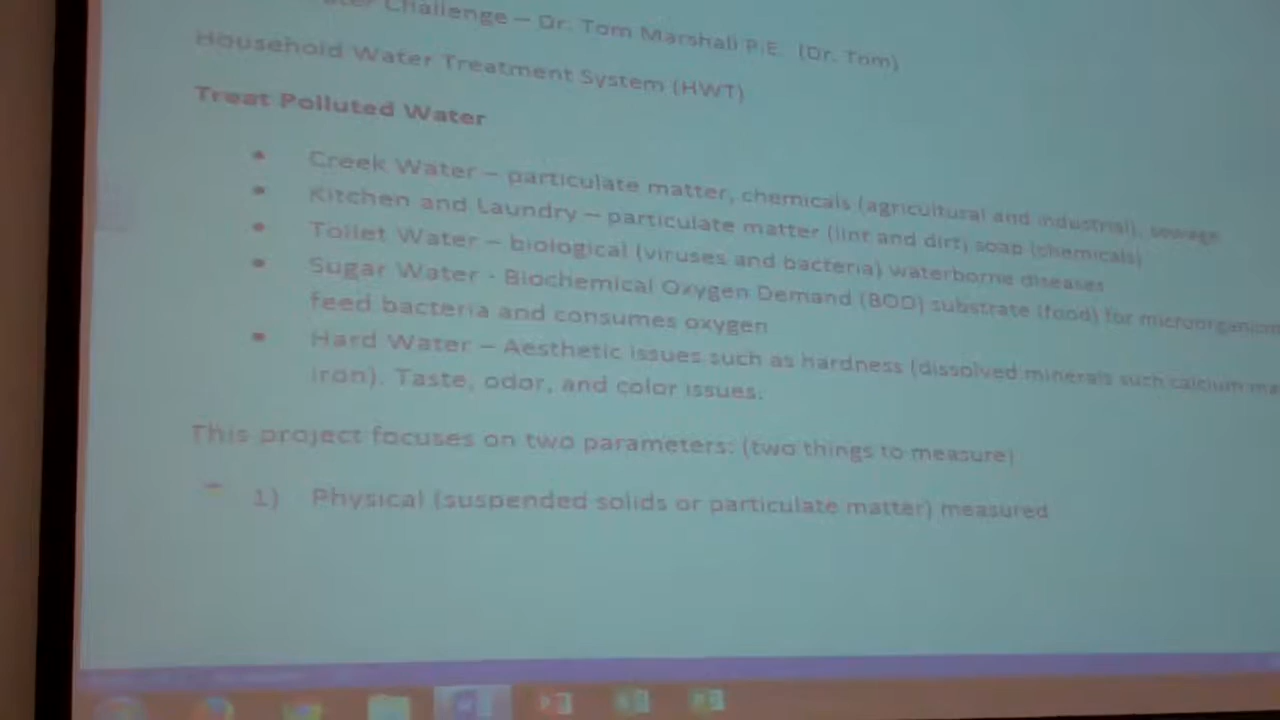 Challenge – Dr. Tom Marshall P.E. (Dr. Tom)
Household Water Treatment System (HWT)
Treat Polluted Water
• Creek Water – particulate matter, chemicals (agricultural and industrial), sewage
• Kitchen and Laundry – particulate matter (lint and dirt) soap (chemicals)
• Toilet Water – biological (viruses and bacteria) waterborne diseases
• Sugar Water - Biochemical Oxygen Demand (BOD) substrate (food) for microorganism
feed bacteria and consumes oxygen
• Hard Water – Aesthetic issues such as hardness (dissolved minerals such calcium ma
iron). Taste, odor, and color issues.
This project focuses on two parameters: (two things to measure)
1) Physical (suspended solids or particulate matter) measured